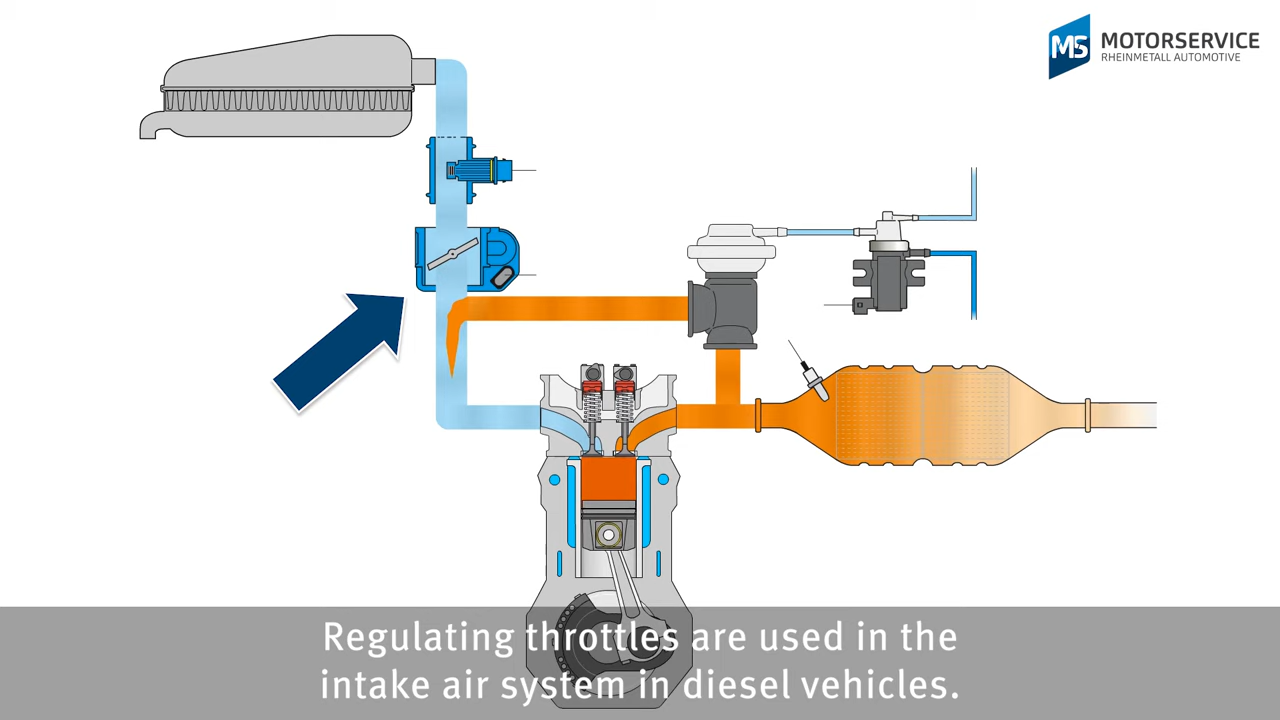 MS MOTORSERVICE
RHEINMETALL AUTOMOTIVE
Regulating throttles are used in the
intake air system in diesel vehicles.